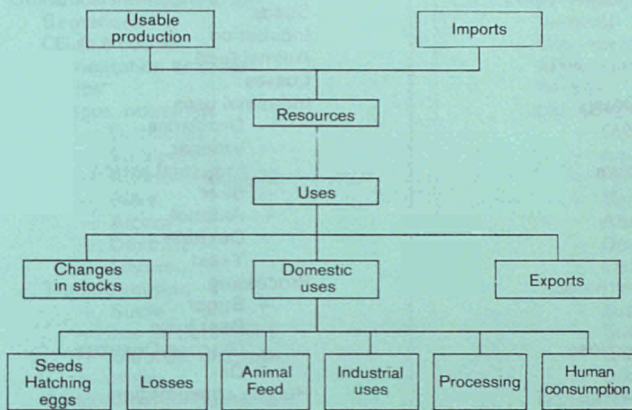 Usable
production
Imports
Resources
Uses
Changes
in stocks
Domestic
uses
Exports
Seeds
Hatching
eggs
Losses
Animal
Feed
Industrial
uses
Processing
Human
consumption